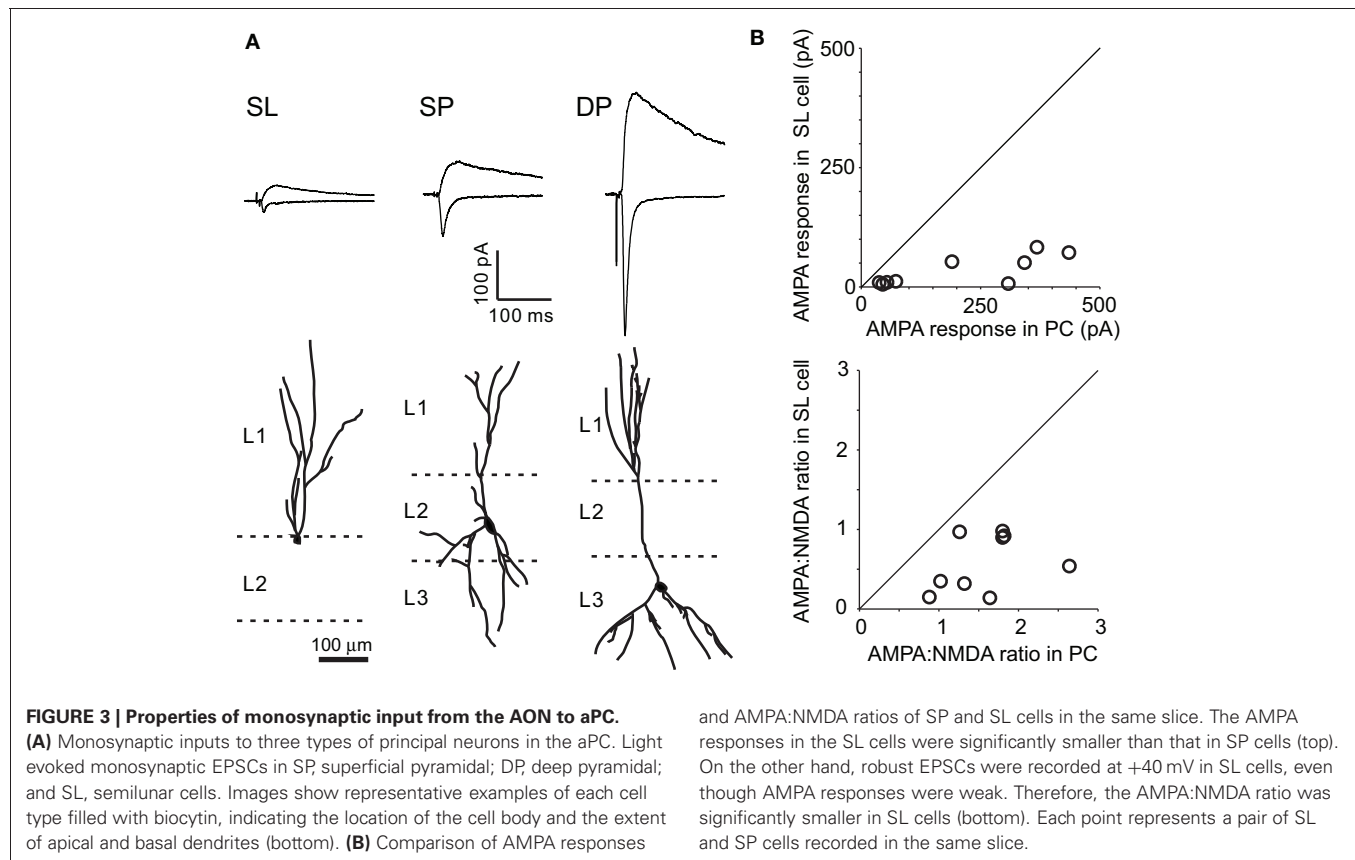 A
SL
SP
DP
100 pA
100 ms
L1
L2
100 µm
L1
L2
L3
L1
L2
L3
B
AMPA response in SL cell (pA)
500
250
0
0 250 500
AMPA response in PC (pA)
AMPA:NMDA ratio in SL cell
3
2
1
0
0 1 2 3
AMPA:NMDA ratio in PC
FIGURE 3 | Properties of monosynaptic input from the AON to aPC.
(A) Monosynaptic inputs to three types of principal neurons in the aPC. Light
evoked monosynaptic EPSCs in SP, superficial pyramidal; DP, deep pyramidal;
and SL, semilunar cells. Images show representative examples of each cell
type filled with biocytin, indicating the location of the cell body and the extent
of apical and basal dendrites (bottom). (B) Comparison of AMPA responses
and AMPA:NMDA ratios of SP and SL cells in the same slice. The AMPA
responses in the SL cells were significantly smaller than that in SP cells (top).
On the other hand, robust EPSCs were recorded at +40 mV in SL cells, even
though AMPA responses were weak. Therefore, the AMPA:NMDA ratio was
significantly smaller in SL cells (bottom). Each point represents a pair of SL
and SP cells recorded in the same slice.